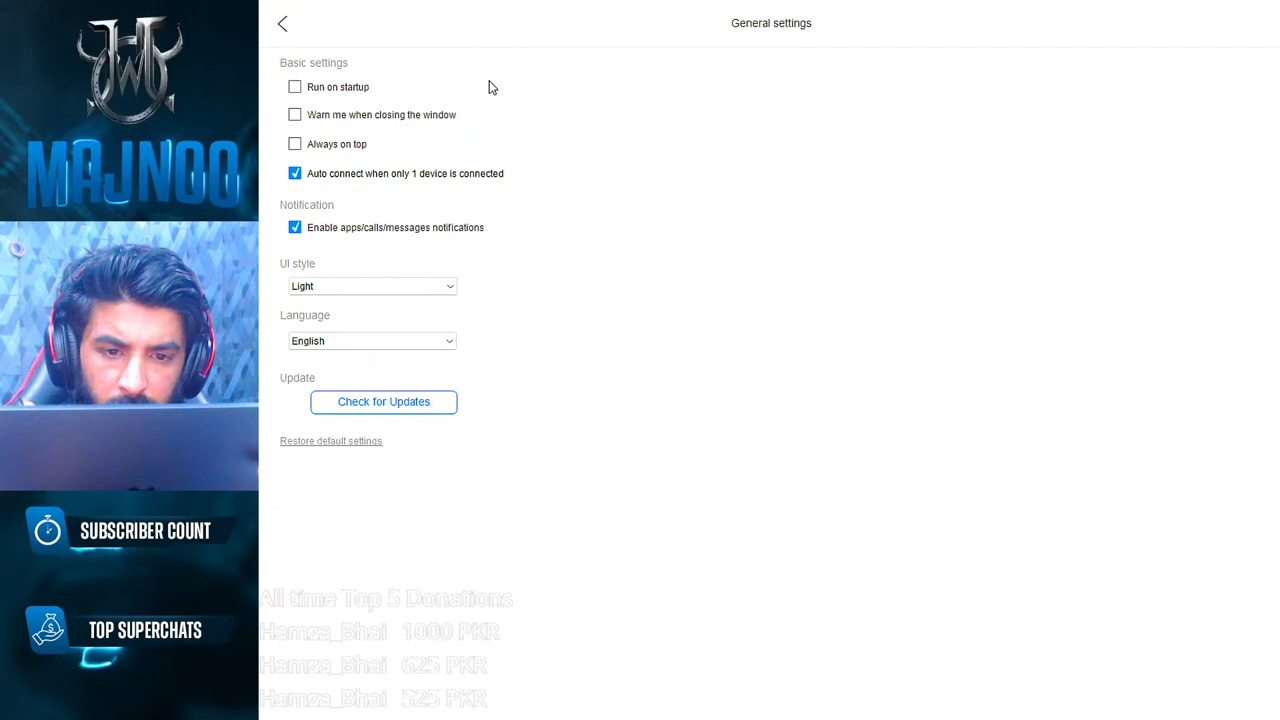 General settings
Basic settings
Run on startup
Warn me when closing the window
Always on top
Auto connect when only 1 device is connected
Notification
Enable apps/calls/messages notifications
UI style
Light
Language
English
Update
Check for Updates
Restore default settings
MAJNOO
SUBSCRIBER COUNT
TOP SUPERCHATS
All time Top 5 Donations
Hamza_Bhai 1000 PKR
Hamza_Bhai 625 PKR
Hamza_Bhai 525 PKR